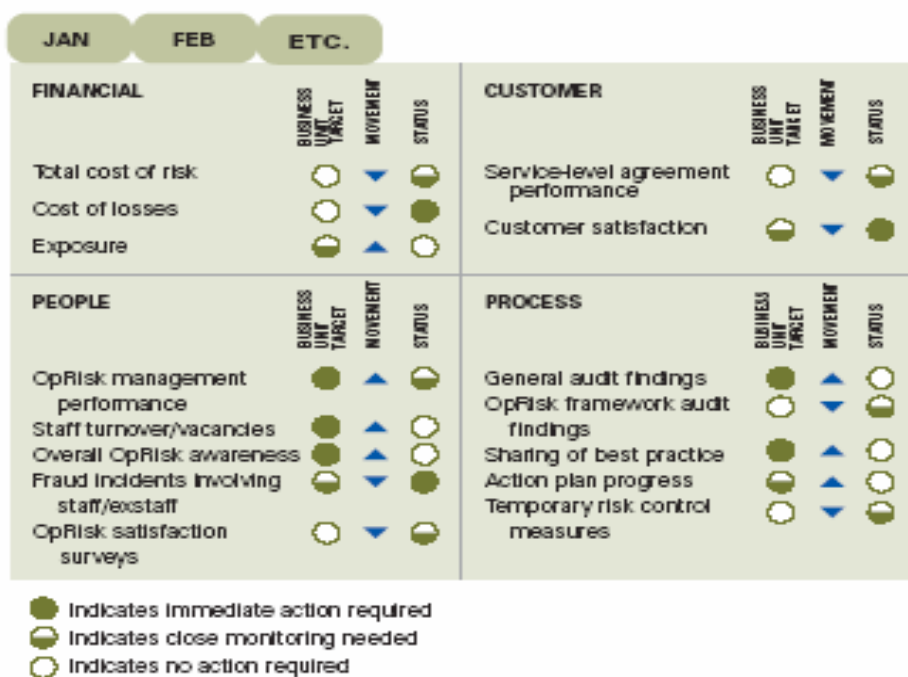 JAN FEB ETC.
FINANCIAL
BUSINESS
UNIT
TARGET
MOVEMENT
STATUS
Total cost of risk
Cost of losses
Exposure
CUSTOMER
BUSINESS
UNIT
TARGET
MOVEMENT
STATUS
Service-level agreement
performance
Customer satisfaction
PEOPLE
BUSINESS
UNIT
TARGET
MOVEMENT
STATUS
OpRisk management
performance
Staff turnover/vacancies
Overall OpRisk awareness
Fraud incidents involving
staff/exstaff
OpRisk satisfaction
surveys
PROCESS
BUSINESS
UNIT
TARGET
MOVEMENT
STATUS
General audit findings
OpRisk framework audit
findings
Sharing of best practice
Action plan progress
Temporary risk control
measures
Indicates immediate action required
Indicates close monitoring needed
Indicates no action required